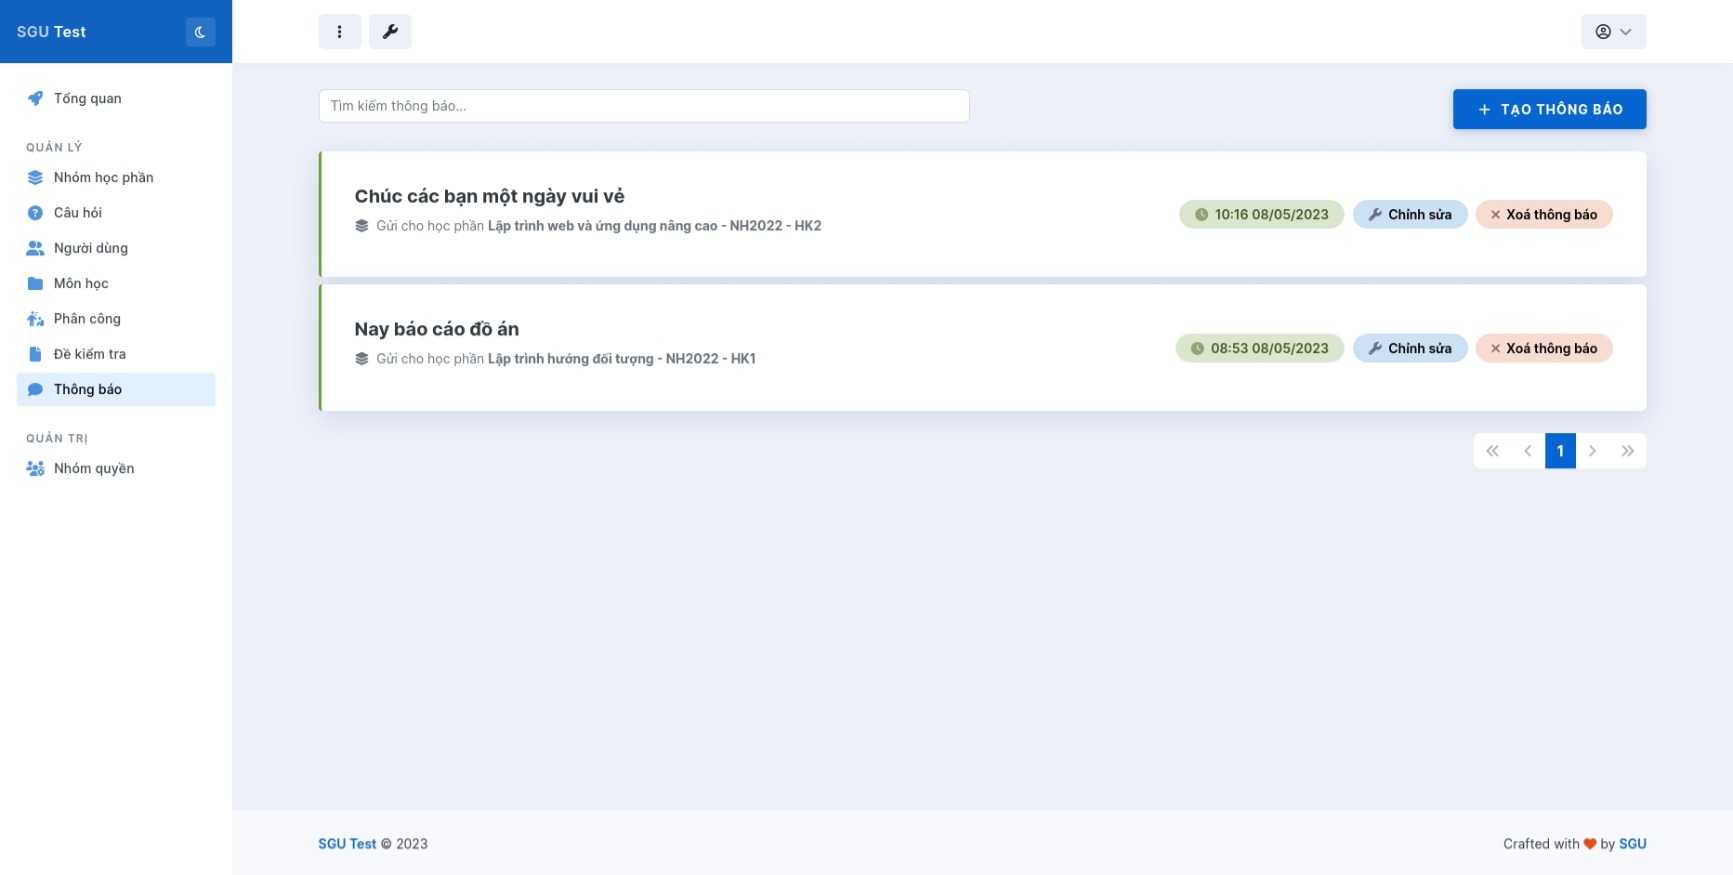 SGU Test
Tổng quan
QUẢN LÝ
Nhóm học phần
Câu hỏi
Người dùng
Môn học
Phân công
Đề kiểm tra
Thông báo
QUẢN TRỊ
Nhóm quyền
Tìm kiếm thông báo...
TẠO THÔNG BÁO
Chúc các bạn một ngày vui vẻ
Gửi cho học phần Lập trình web và ứng dụng nâng cao - NH2022 - HK2
10:16 08/05/2023 Chỉnh sửa Xoá thông báo
Nay báo cáo đồ án
Gửi cho học phần Lập trình hướng đối tượng - NH2022 - HK1
08:53 08/05/2023 Chỉnh sửa Xoá thông báo
1
SGU Test © 2023
Crafted with ♥ by SGU